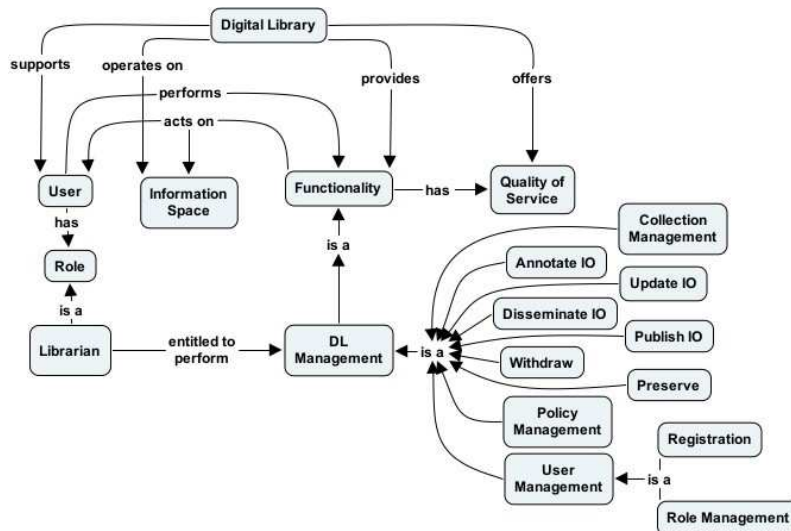 Digital Library
supports
operates on
provides
offers
performs
acts on
User
Information
Space
Functionality
has
Quality of
Service
has
Collection
Management
is a
Annotate IO
Role
Update IO
Disseminate IO
is a
Publish IO
Librarian
entitled to
perform
DL
Management
is a
Withdraw
Preserve
Policy
Management
Registration
User
Management
is a
Role Management